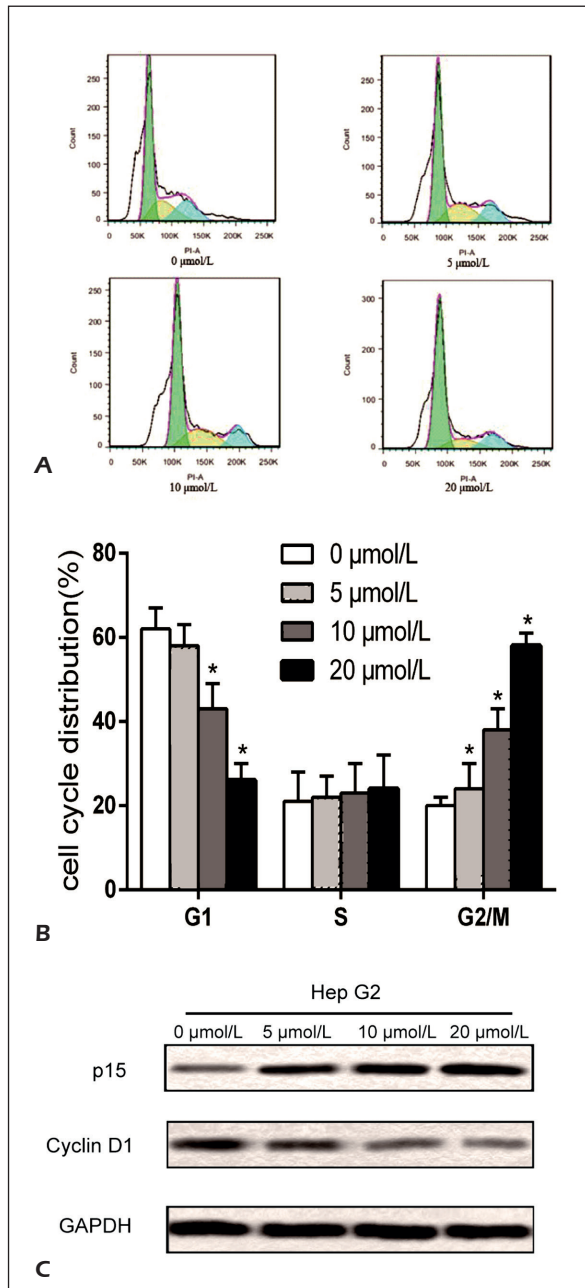 250
200
150
100
50
0
Count
0 50K 100K 150K 200K 250K
PI-A
0 µmol/L
250
200
150
100
50
0
Count
0 50K 100K 150K 200K 250K
PI-A
5 µmol/L
250
200
150
100
50
0
Count
0 50K 100K 150K 200K 250K
PI-A
10 µmol/L
300
200
100
0
Count
0 50K 100K 150K 200K 250K
PI-A
20 µmol/L
A
cell cycle distribution(%)
80
60
40
20
0
0 µmol/L
5 µmol/L
10 µmol/L
20 µmol/L
* * * * *
G1 S G2/M
B
Hep G2
0 µmol/L 5 µmol/L 10 µmol/L 20 µmol/L
p15
Cyclin D1
GAPDH
C